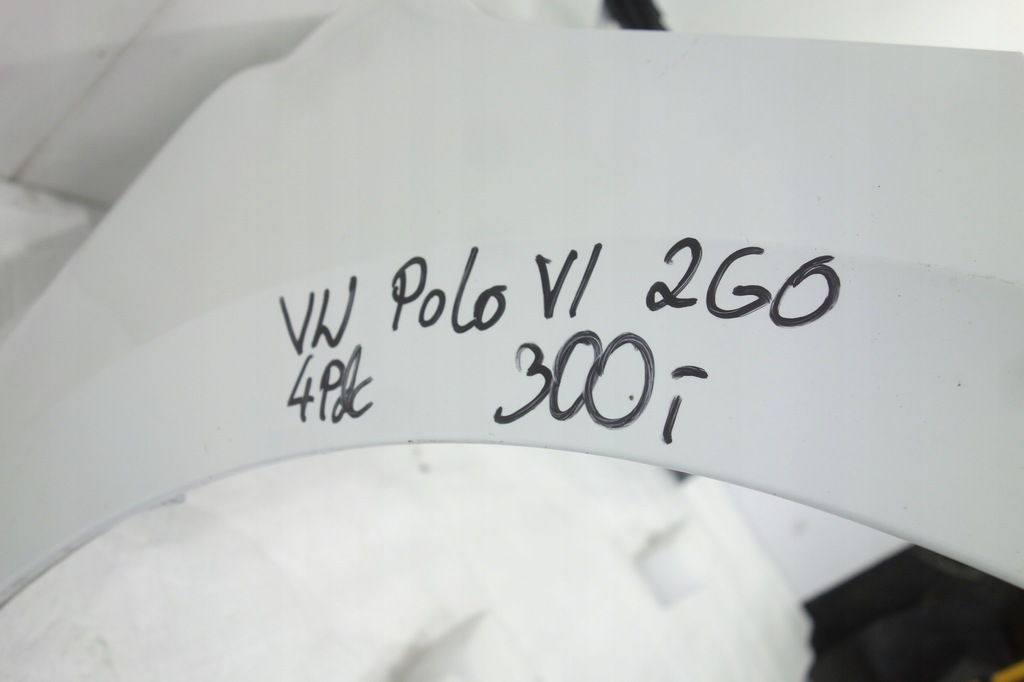 VW Polo VI 2G0
4Pdc 300,-